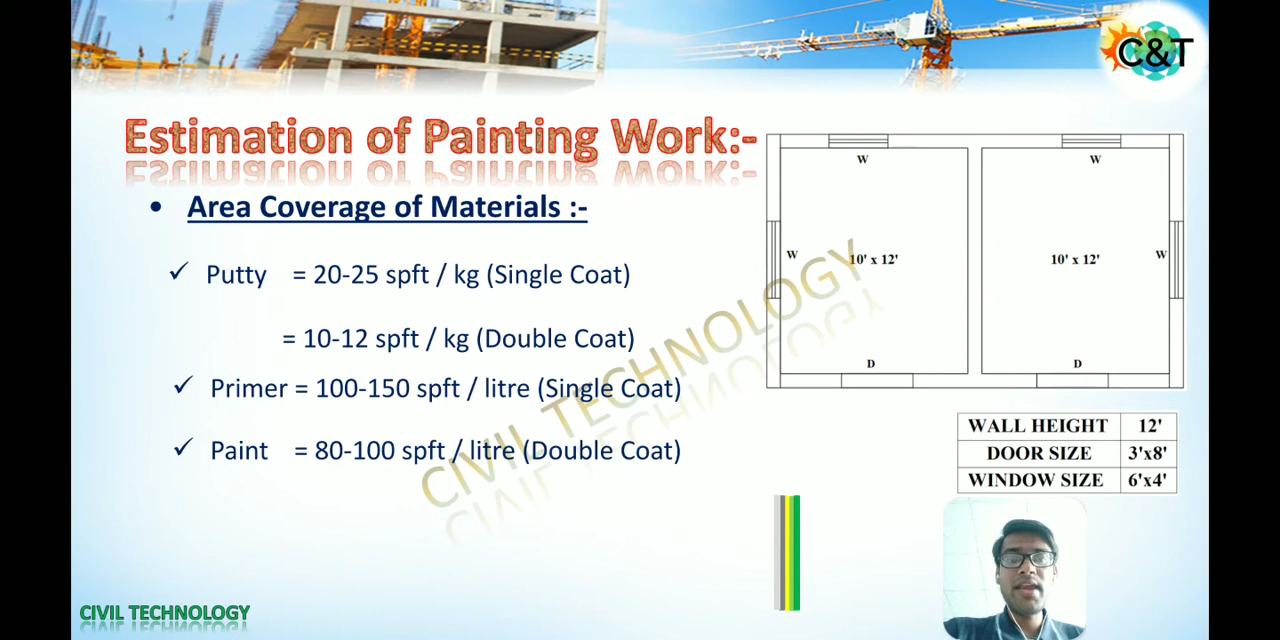 C&T
Estimation of Painting Work:-
• Area Coverage of Materials :-
✓ Putty = 20-25 spft / kg (Single Coat)
= 10-12 spft / kg (Double Coat)
✓ Primer = 100-150 spft / litre (Single Coat)
✓ Paint = 80-100 spft / litre (Double Coat)
W
W
W
10' x 12'
10' x 12'
W
D
D
WALL HEIGHT 12'
DOOR SIZE 3'x8'
WINDOW SIZE 6'x4'
CIVIL TECHNOLOGY
CIVIL TECHNOLOGY